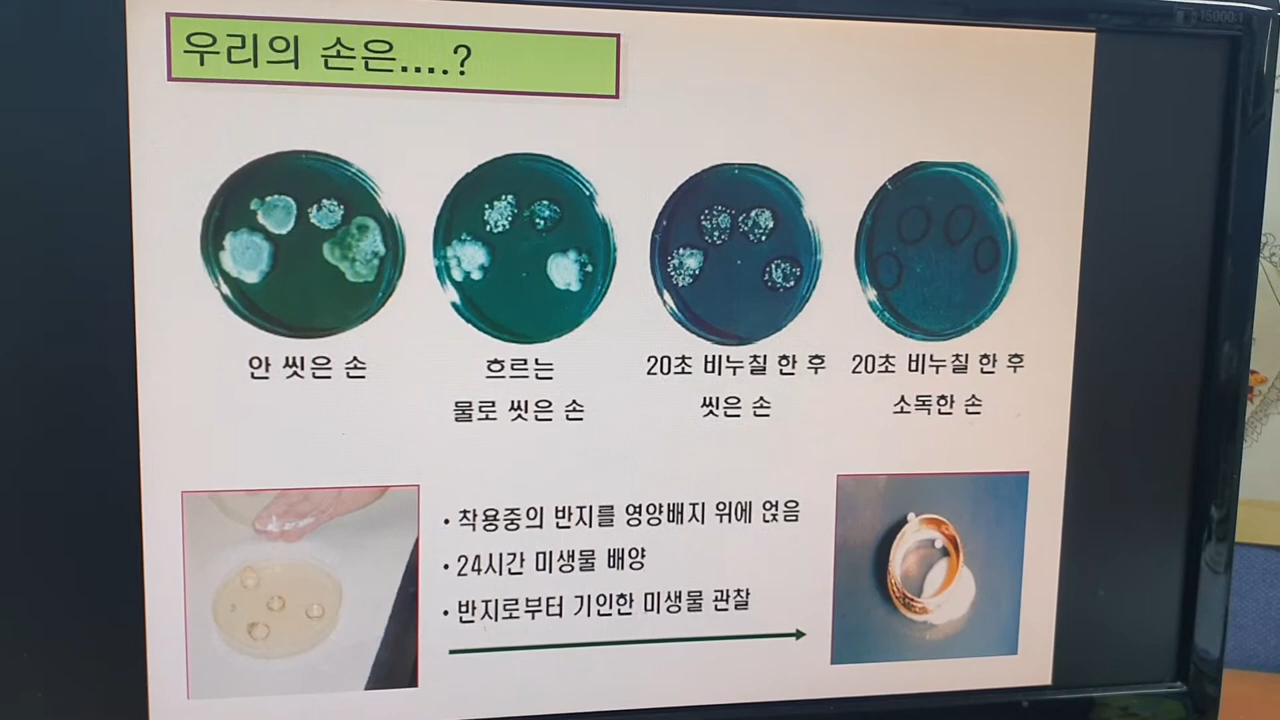 15000:1
우리의 손은....?
안 씻은 손
흐르는
물로 씻은 손
20초 비누칠 한 후
씻은 손
20초 비누칠 한 후
소독한 손
• 착용중의 반지를 영양배지 위에 얹음
• 24시간 미생물 배양
• 반지로부터 기인한 미생물 관찰